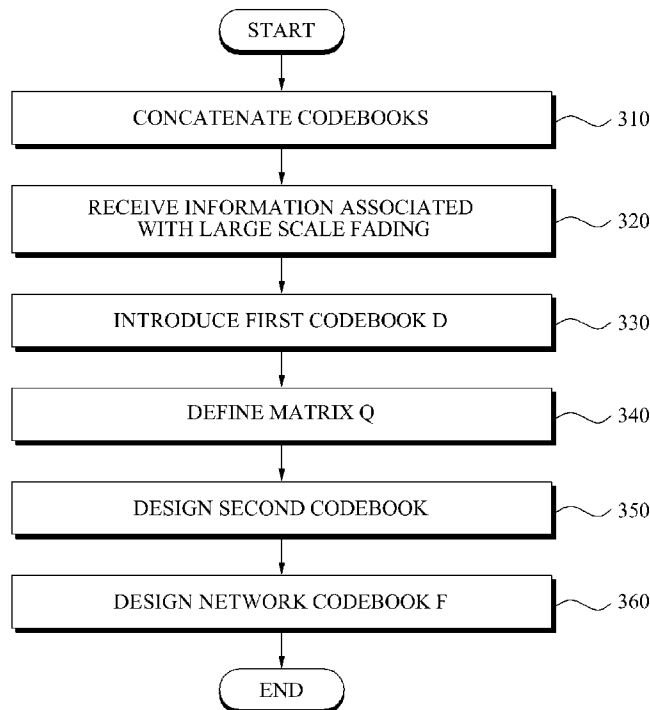 START
CONCATENATE CODEBOOKS
310
RECEIVE INFORMATION ASSOCIATED
WITH LARGE SCALE FADING
320
INTRODUCE FIRST CODEBOOK D
330
DEFINE MATRIX Q
340
DESIGN SECOND CODEBOOK
350
DESIGN NETWORK CODEBOOK F
360
END